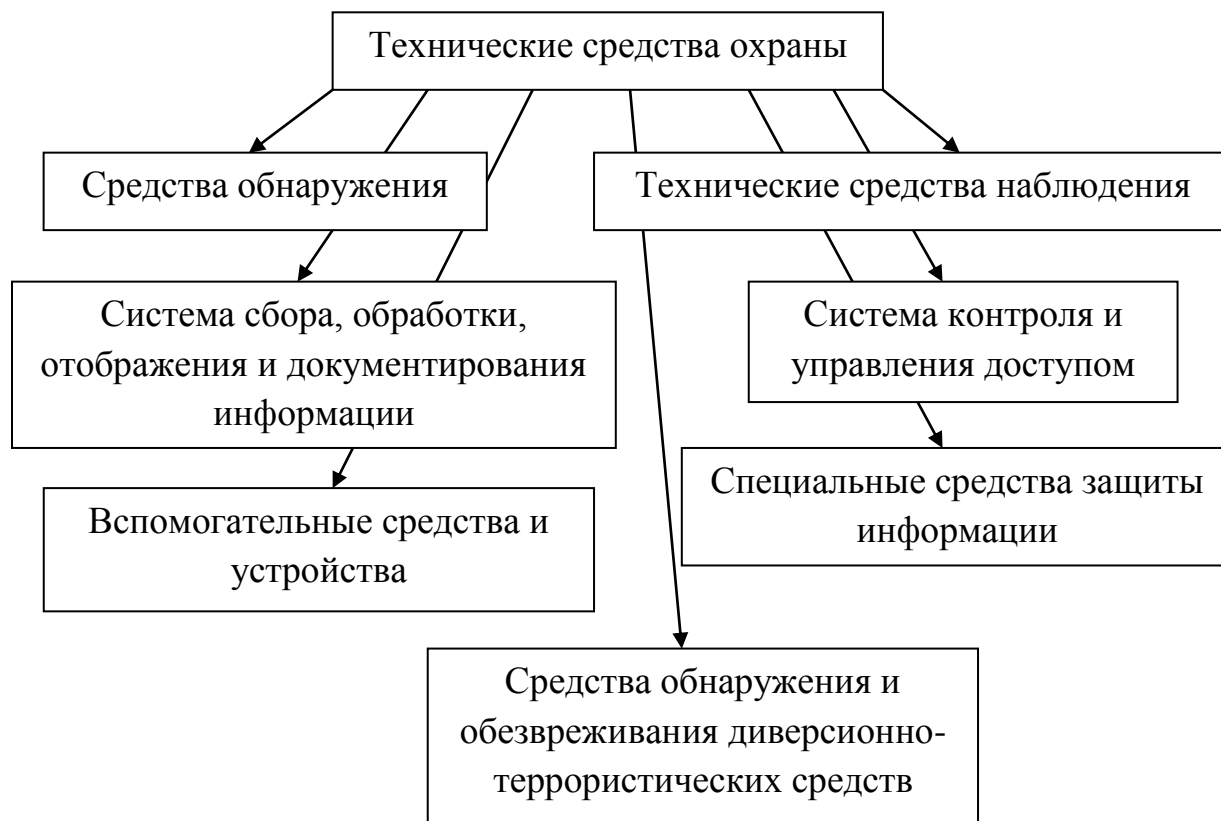 Технические средства охраны
Средства обнаружения
Технические средства наблюдения
Система сбора, обработки,
отображения и документирования
информации
Система контроля и
управления доступом
Вспомогательные средства и
устройства
Специальные средства защиты
информации
Средства обнаружения и
обезвреживания диверсионно-
террористических средств